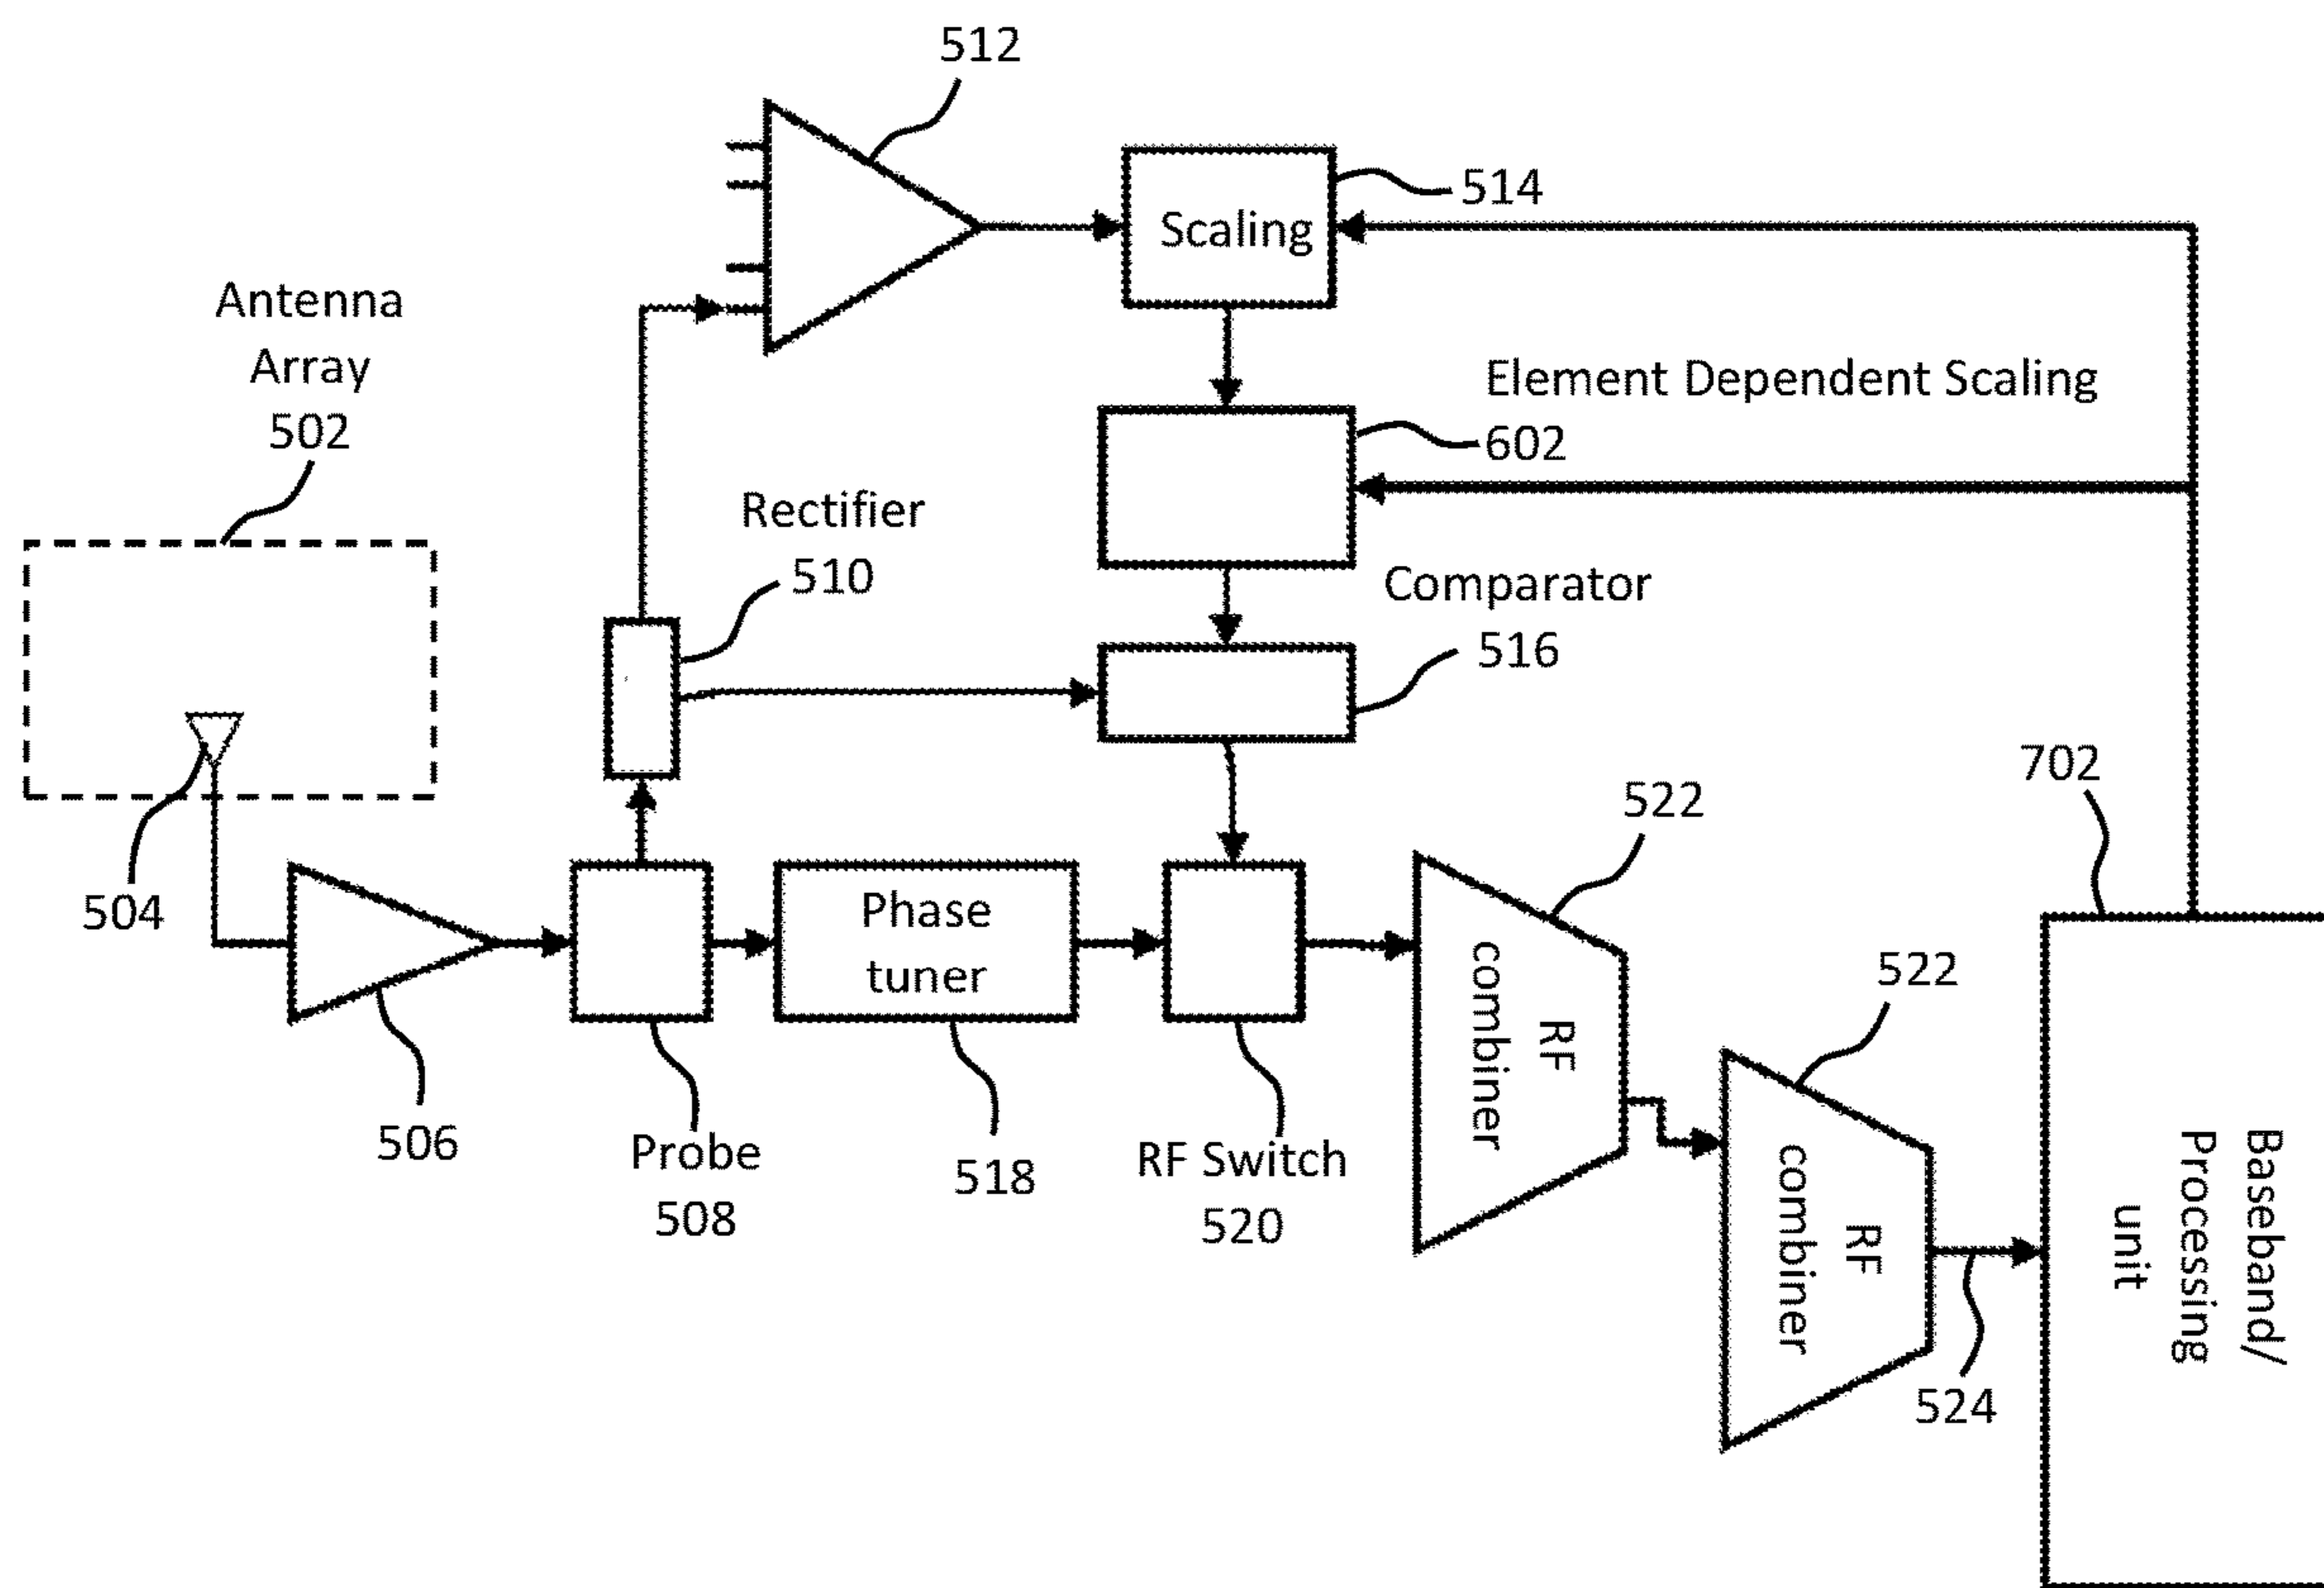 512
514
Scaling
Antenna
Array
502
Element Dependent Scaling
602
Rectifier
510
Comparator
516
702
522
504
Phase
tuner
522
RF
combiner
506
Probe
508
518
RF Switch
520
RF
combiner
Baseband/
Processing
unit
524